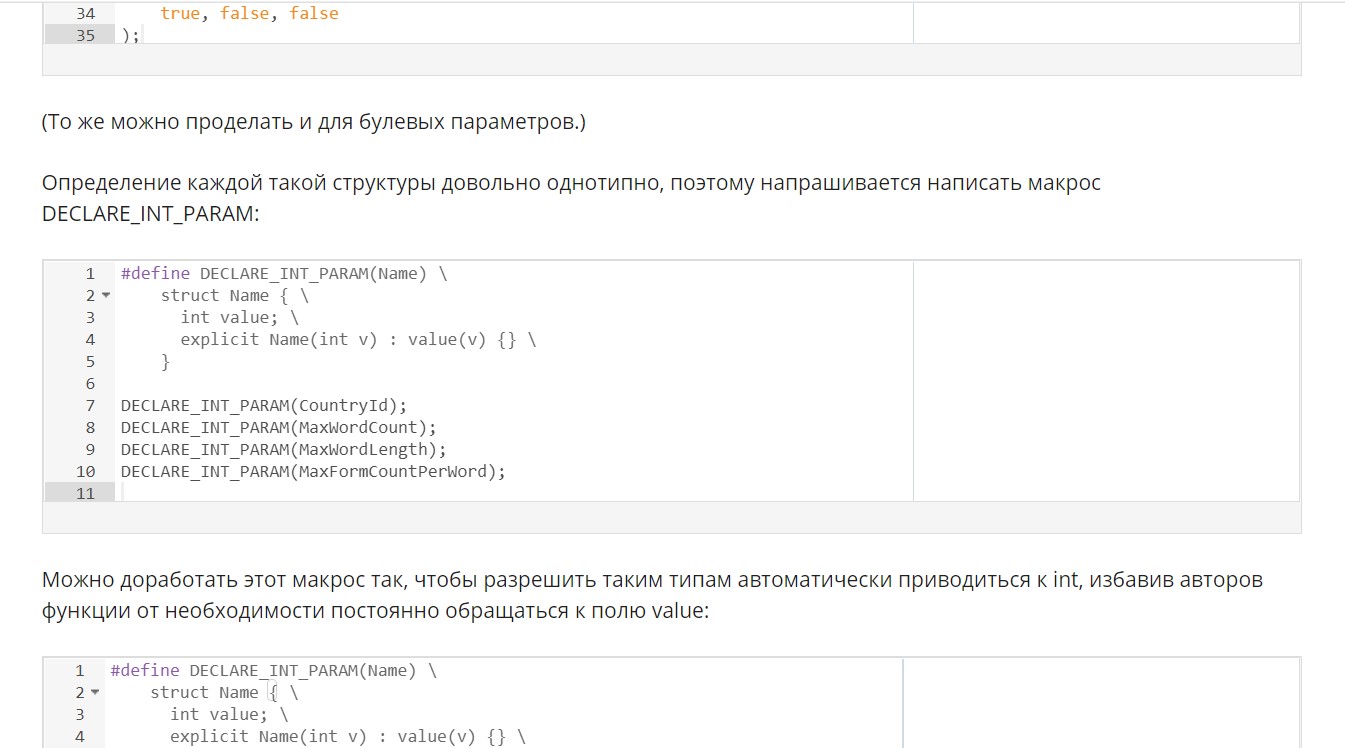 34 true, false, false
35 );
(То же можно проделать и для булевых параметров.)
Определение каждой такой структуры довольно однотипно, поэтому напрашивается написать макрос
DECLARE_INT_PARAM:
1 #define DECLARE_INT_PARAM(Name) \
2 struct Name { \
3 int value; \
4 explicit Name(int v) : value(v) {} \
5 }
6
7 DECLARE_INT_PARAM(CountryId);
8 DECLARE_INT_PARAM(MaxWordCount);
9 DECLARE_INT_PARAM(MaxWordLength);
10 DECLARE_INT_PARAM(MaxFormCountPerWord);
11
Можно доработать этот макрос так, чтобы разрешить таким типам автоматически приводиться к int, избавив авторов
функции от необходимости постоянно обращаться к полю value:
1 #define DECLARE_INT_PARAM(Name) \
2 struct Name { \
3 int value; \
4 explicit Name(int v) : value(v) {} \